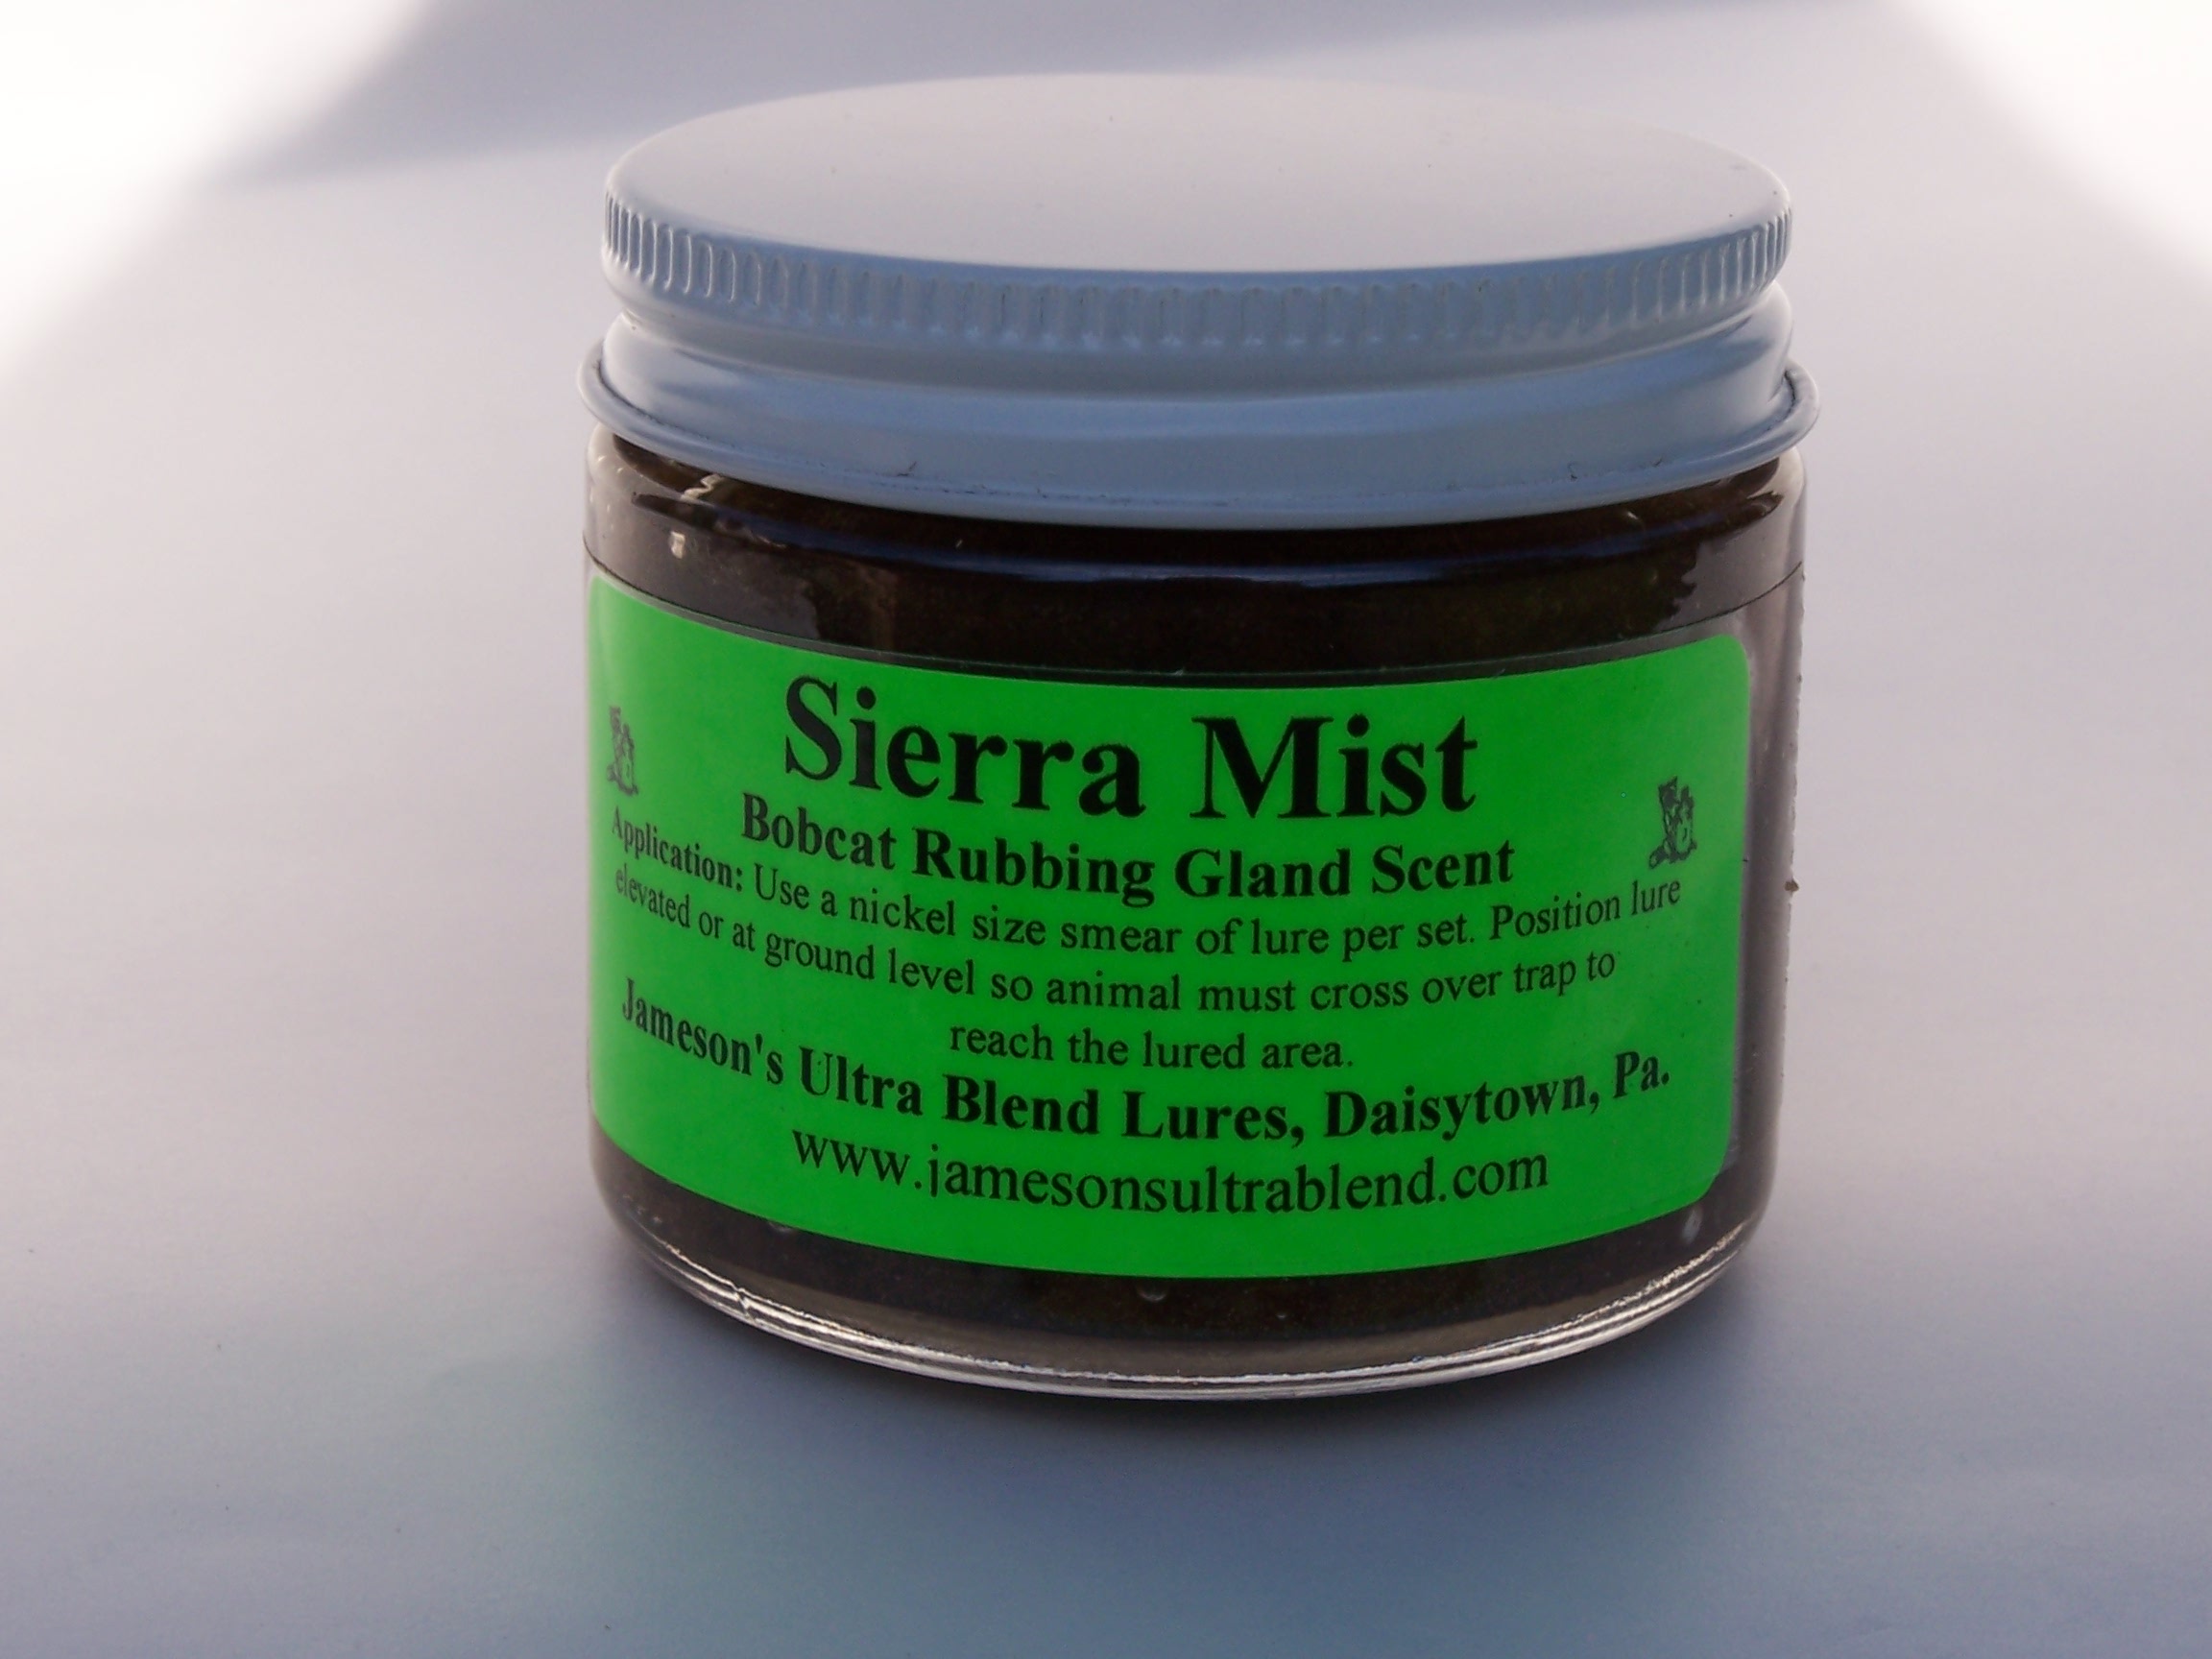 Sierra Mist
Bobcat Rubbing Gland Scent
Application: Use a nickel size smear of lure per set. Position lure
elevated or at ground level so animal must cross over trap to
reach the lured area.
Jameson's Ultra Blend Lures, Daisytown, Pa.
www.jamesonsultrablend.com